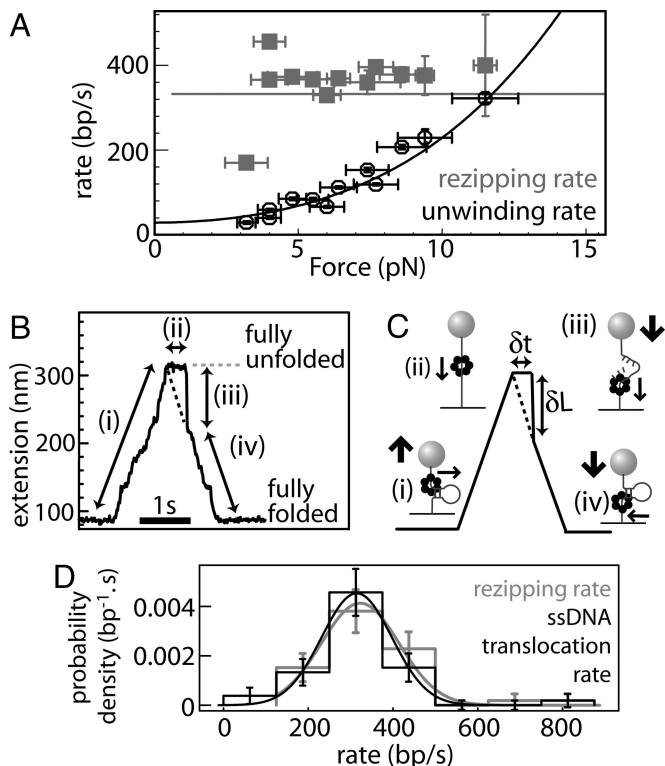 A
rate (bp/s)
400
200
0
rezipping rate
unwinding rate
0
5
10
15
Force (pN)
B
extension (nm)
300
200
100
(i)
(ii)
(iii)
(iv)
fully
unfolded
fully
folded
1s
C
(ii)
δt
(iii)
δL
(i)
(iv)
D
probability
density (bp⁻¹.s)
0.004
0.002
0
rezipping rate
ssDNA
translocation
rate
0
200
400
600
800
rate (bp/s)